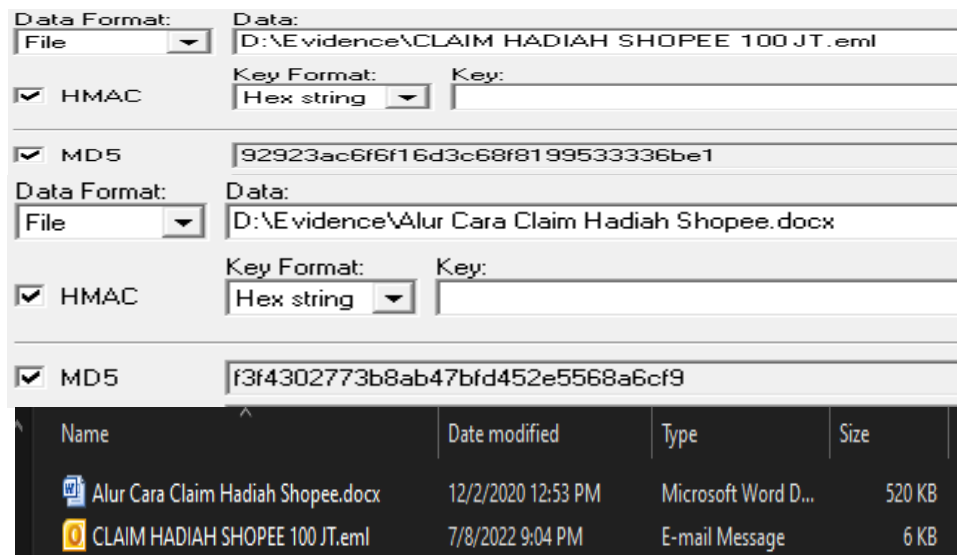 Data Format: Data:
File D:\Evidence\CLAIM HADIAH SHOPEE 100 JT.eml
Key Format: Key:
HMAC Hex string
MD5 92923ac6f6f16d3c68f8199533336be1
Data Format: Data:
File D:\Evidence\Alur Cara Claim Hadiah Shopee.docx
Key Format: Key:
HMAC Hex string
MD5 f3f4302773b8ab47bfd452e5568a6cf9
Name Date modified Type Size
Alur Cara Claim Hadiah Shopee.docx 12/2/2020 12:53 PM Microsoft Word D... 520 KB
CLAIM HADIAH SHOPEE 100 JT.eml 7/8/2022 9:04 PM E-mail Message 6 KB